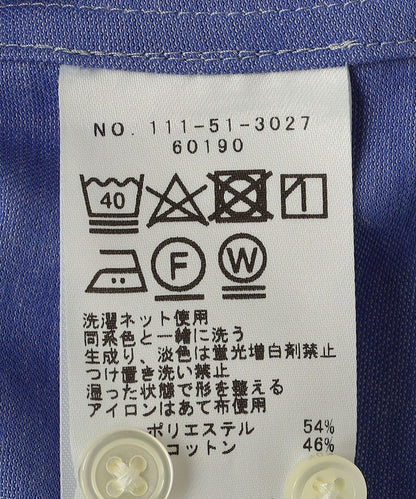 NO. 111-51-3027
60190
40
F W
洗濯ネット使用
同系色と一緒に洗う
生成り、淡色は蛍光増白剤禁止
つけ置き洗い禁止
湿った状態で形を整える
アイロンはあて布使用
ポリエステル 54%
コットン 46%